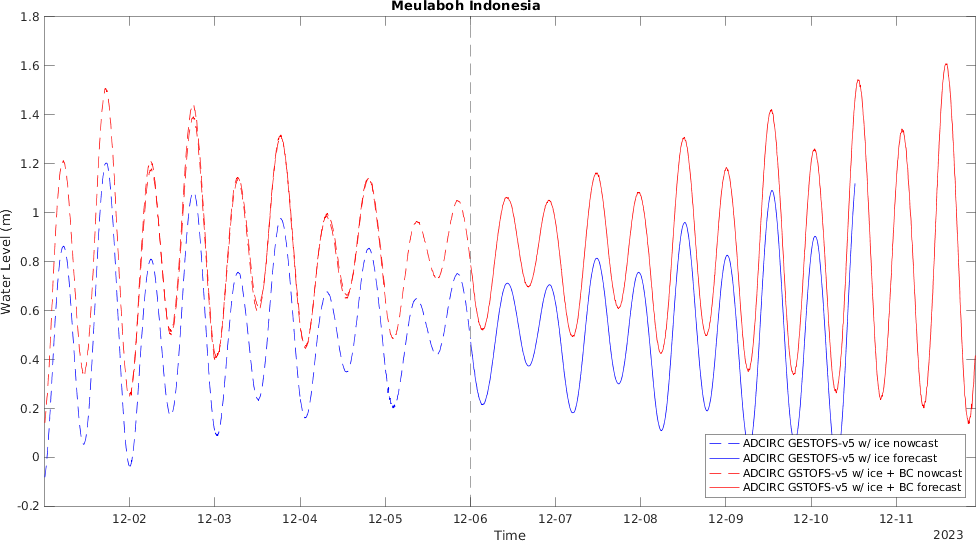 Meulaboh Indonesia
1.8
1.6
1.4
1.2
1
0.8
0.6
0.4
0.2
0
-0.2
Water Level (m)
ADCIRC GESTOFS-v5 w/ ice nowcast
ADCIRC GESTOFS-v5 w/ ice forecast
ADCIRC GSTOFS-v5 w/ ice + BC nowcast
ADCIRC GSTOFS-v5 w/ ice + BC forecast
12-02 12-03 12-04 12-05 12-06 12-07 12-08 12-09 12-10 12-11
Time
2023